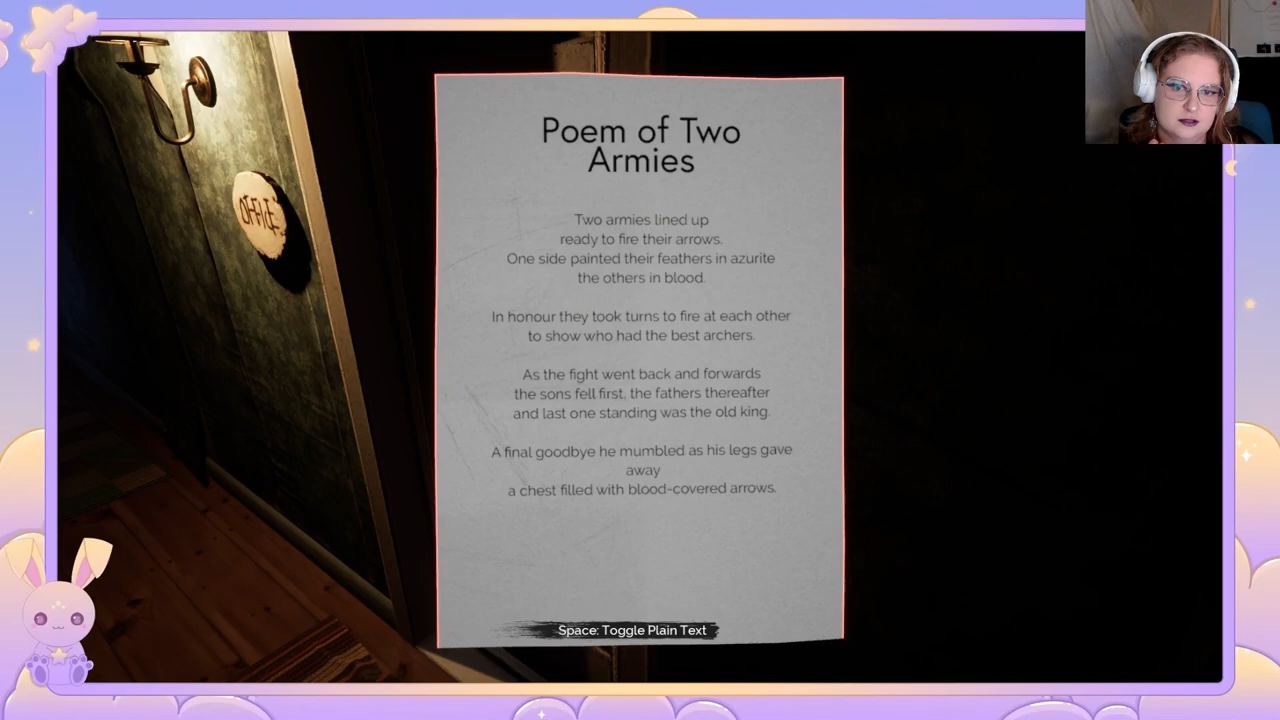 OFFICE
Poem of Two
Armies
Two armies lined up
ready to fire their arrows.
One side painted their feathers in azurite
the others in blood.
In honour they took turns to fire at each other
to show who had the best archers.
As the fight went back and forwards
the sons fell first, the fathers thereafter
and last one standing was the old king.
A final goodbye he mumbled as his legs gave
away
a chest filled with blood-covered arrows.
Space: Toggle Plain Text